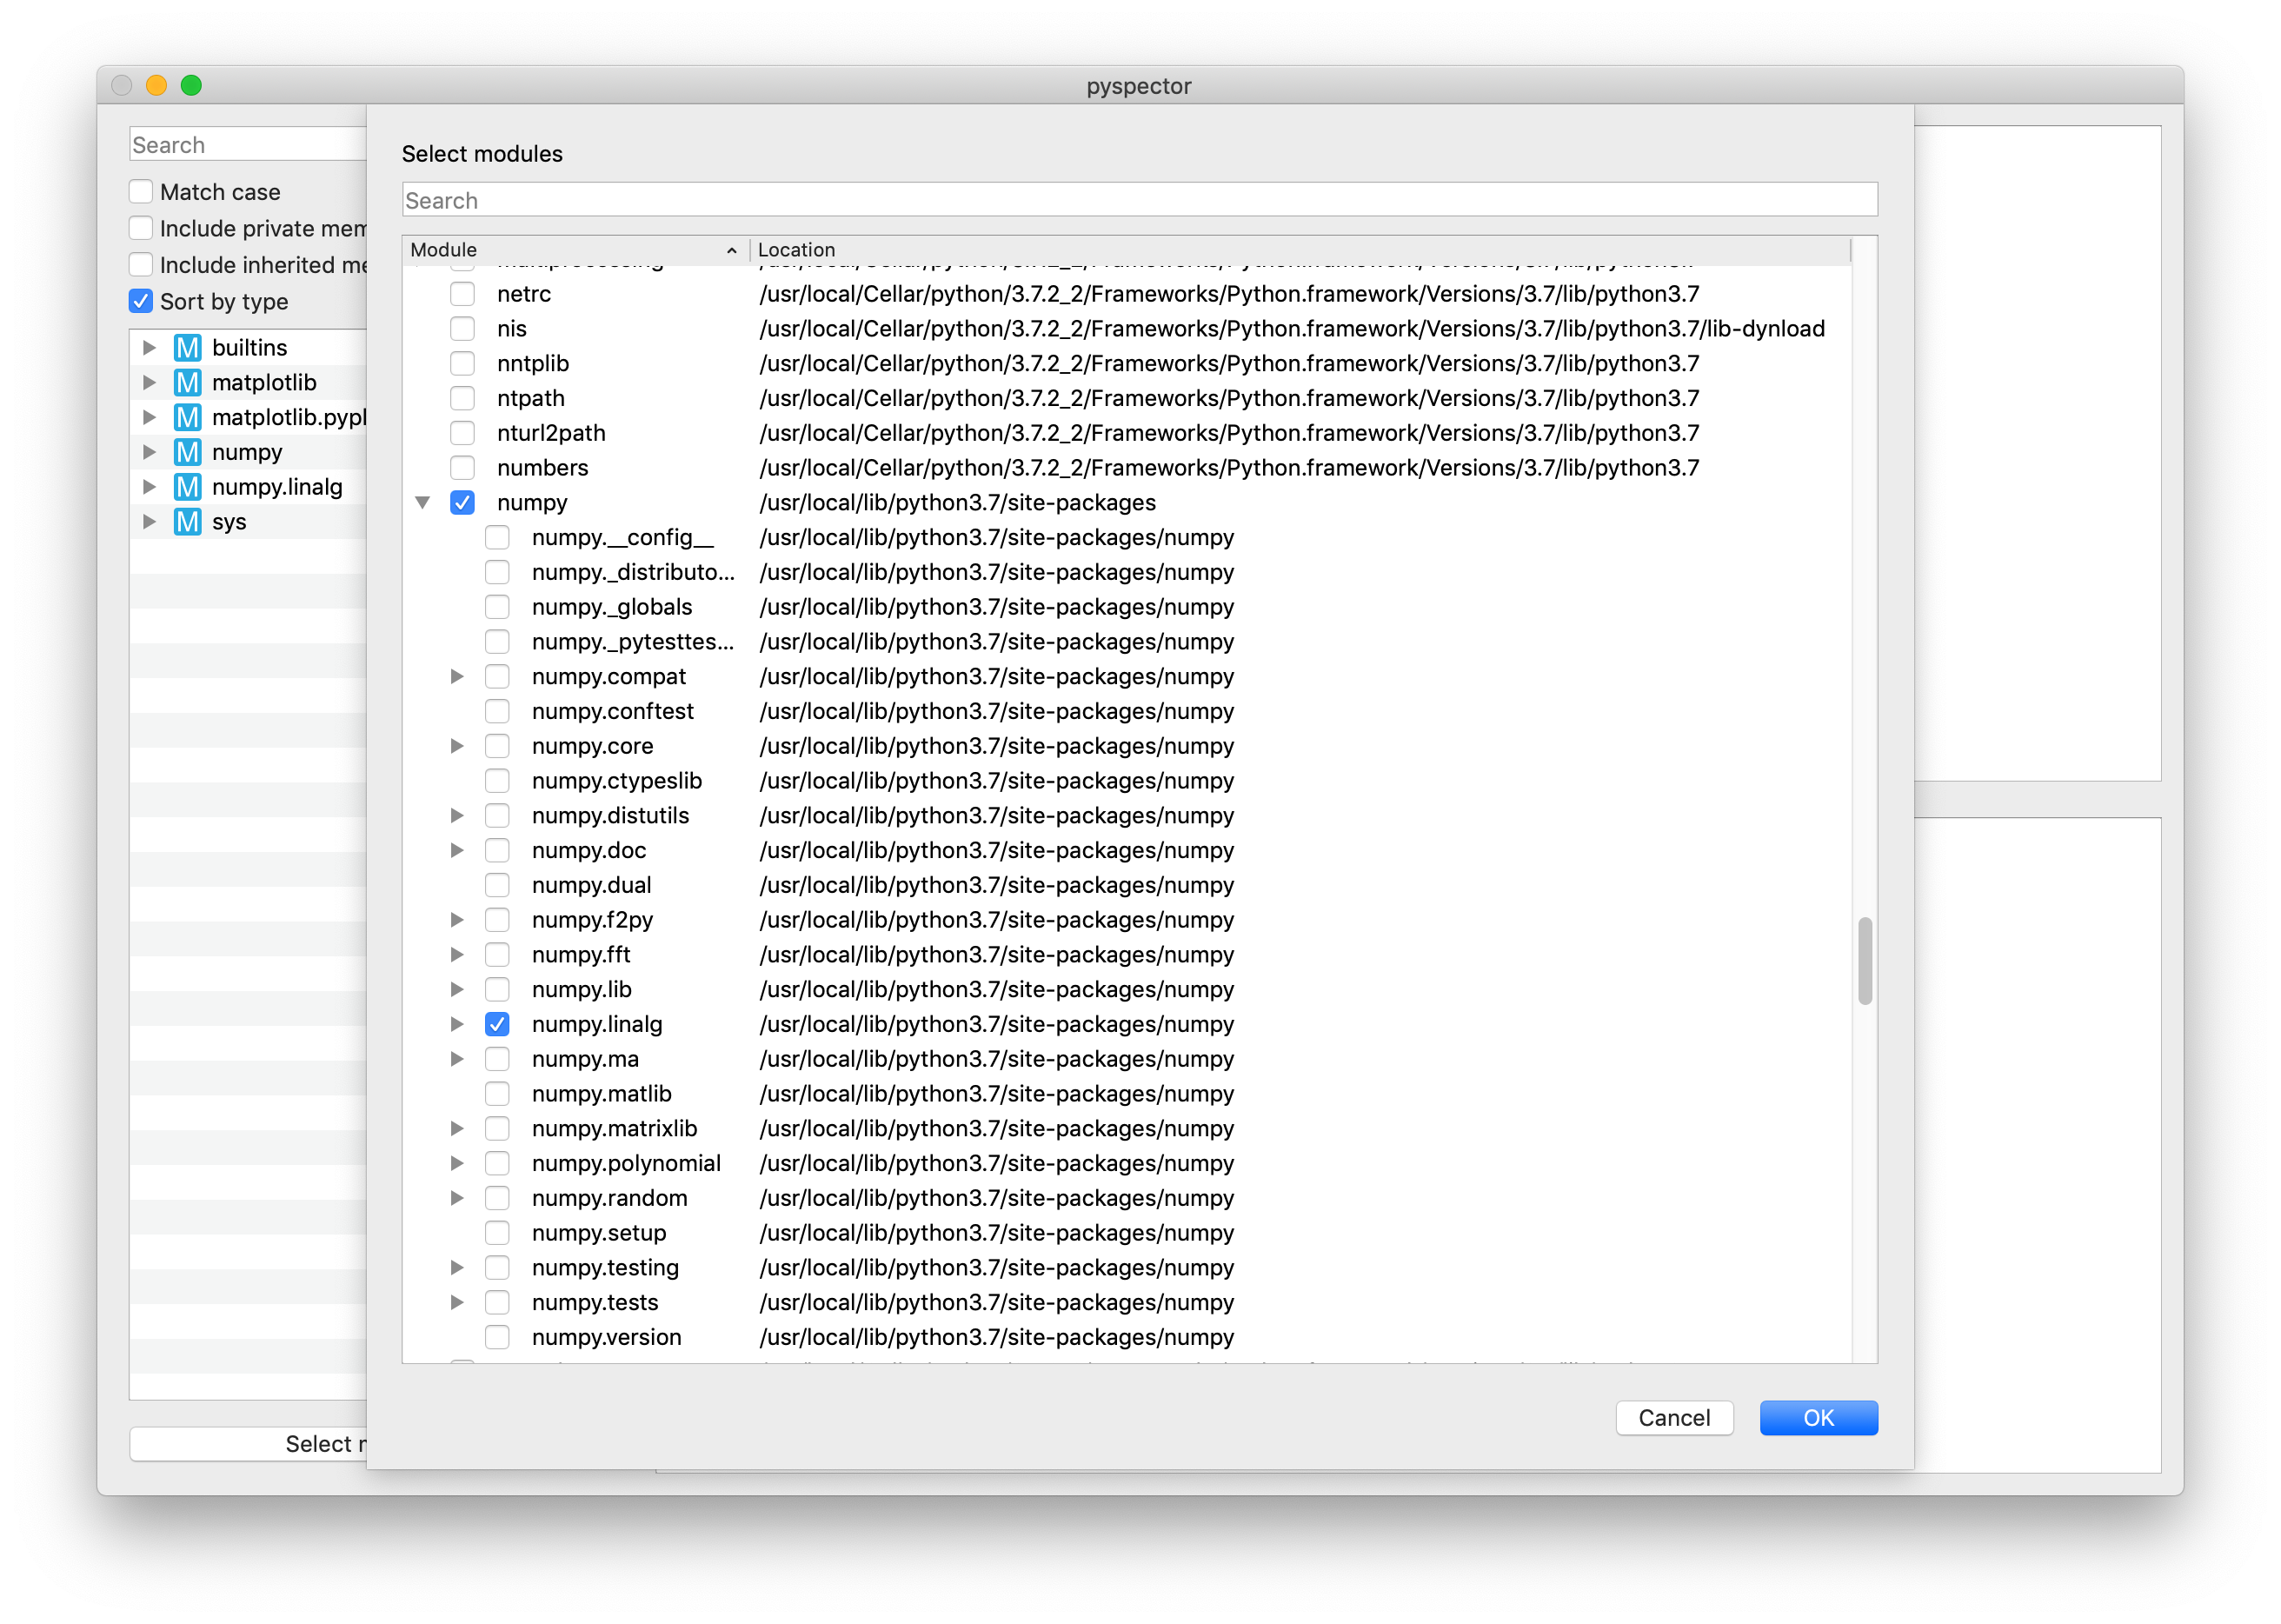 pyspector
Search
Match case
Include private mem
Include inherited me
Sort by type
M builtins
M matplotlib
M matplotlib.pypl
M numpy
M numpy.linalg
M sys
Select
Select modules
Search
Module Location
netrc /usr/local/Cellar/python/3.7.2_2/Frameworks/Python.framework/Versions/3.7/lib/python3.7
nis /usr/local/Cellar/python/3.7.2_2/Frameworks/Python.framework/Versions/3.7/lib/python3.7/lib-dynload
nntplib /usr/local/Cellar/python/3.7.2_2/Frameworks/Python.framework/Versions/3.7/lib/python3.7
ntpath /usr/local/Cellar/python/3.7.2_2/Frameworks/Python.framework/Versions/3.7/lib/python3.7
nturl2path /usr/local/Cellar/python/3.7.2_2/Frameworks/Python.framework/Versions/3.7/lib/python3.7
numbers /usr/local/Cellar/python/3.7.2_2/Frameworks/Python.framework/Versions/3.7/lib/python3.7
numpy /usr/local/lib/python3.7/site-packages
numpy.__config__ /usr/local/lib/python3.7/site-packages/numpy
numpy._distributo... /usr/local/lib/python3.7/site-packages/numpy
numpy._globals /usr/local/lib/python3.7/site-packages/numpy
numpy._pytesttes... /usr/local/lib/python3.7/site-packages/numpy
numpy.compat /usr/local/lib/python3.7/site-packages/numpy
numpy.conftest /usr/local/lib/python3.7/site-packages/numpy
numpy.core /usr/local/lib/python3.7/site-packages/numpy
numpy.ctypeslib /usr/local/lib/python3.7/site-packages/numpy
numpy.distutils /usr/local/lib/python3.7/site-packages/numpy
numpy.doc /usr/local/lib/python3.7/site-packages/numpy
numpy.dual /usr/local/lib/python3.7/site-packages/numpy
numpy.f2py /usr/local/lib/python3.7/site-packages/numpy
numpy.fft /usr/local/lib/python3.7/site-packages/numpy
numpy.lib /usr/local/lib/python3.7/site-packages/numpy
numpy.linalg /usr/local/lib/python3.7/site-packages/numpy
numpy.ma /usr/local/lib/python3.7/site-packages/numpy
numpy.matlib /usr/local/lib/python3.7/site-packages/numpy
numpy.matrixlib /usr/local/lib/python3.7/site-packages/numpy
numpy.polynomial /usr/local/lib/python3.7/site-packages/numpy
numpy.random /usr/local/lib/python3.7/site-packages/numpy
numpy.setup /usr/local/lib/python3.7/site-packages/numpy
numpy.testing /usr/local/lib/python3.7/site-packages/numpy
numpy.tests /usr/local/lib/python3.7/site-packages/numpy
numpy.version /usr/local/lib/python3.7/site-packages/numpy
Cancel OK